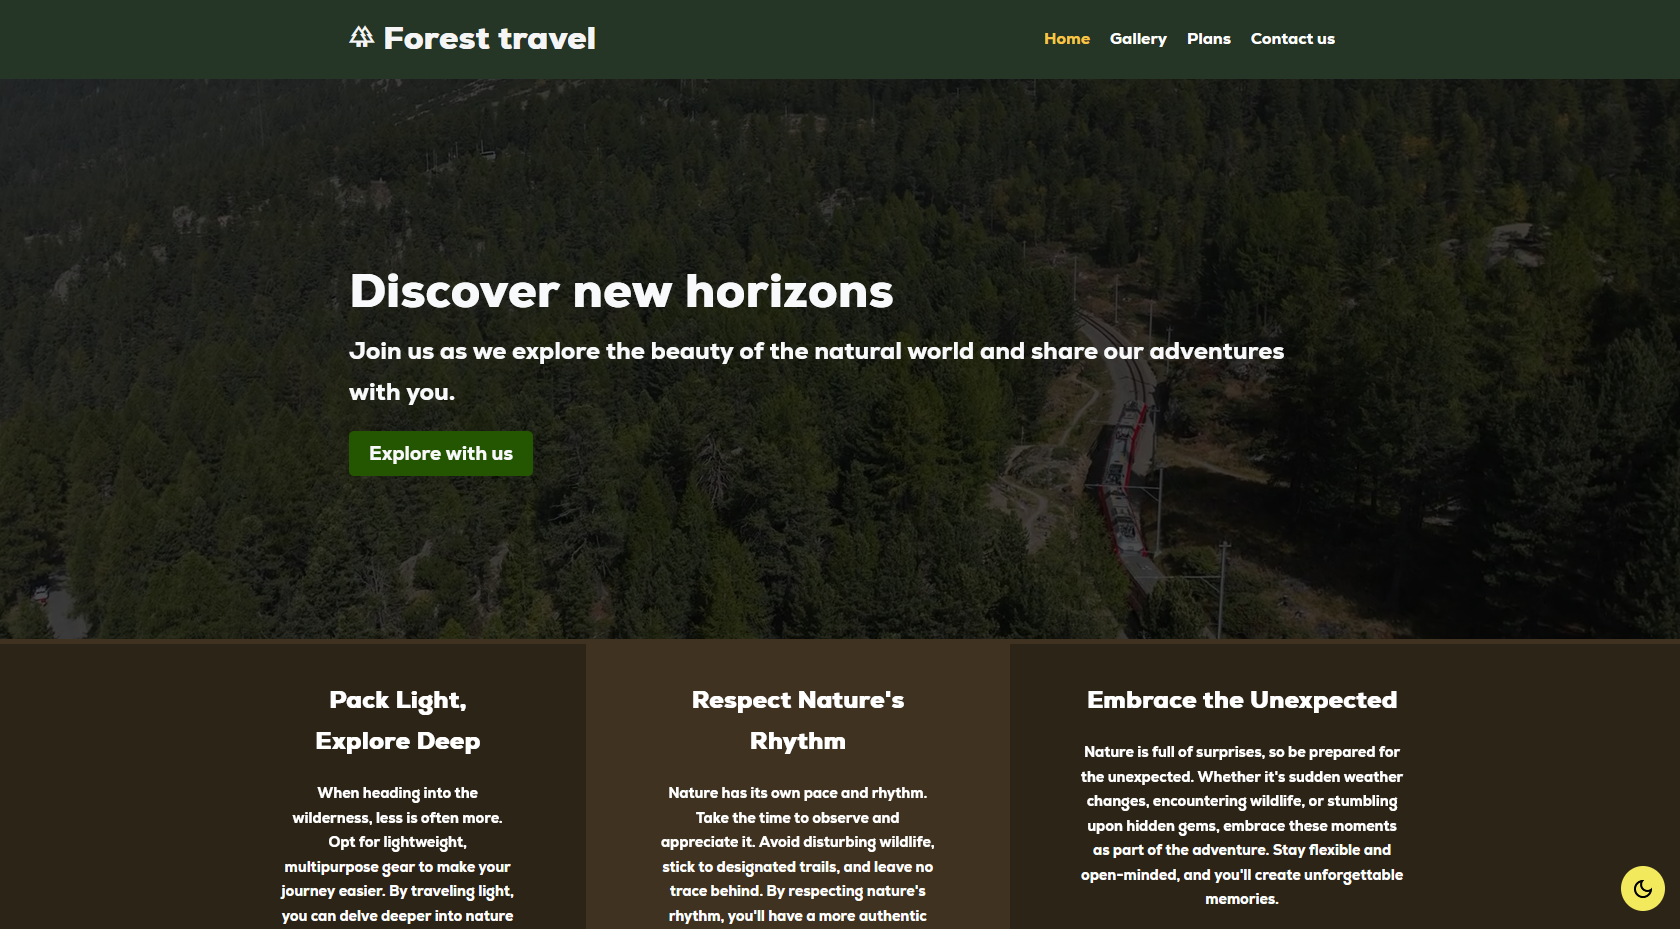 Forest travel
Home Gallery Plans Contact us
Discover new horizons
Join us as we explore the beauty of the natural world and share our adventures
with you.
Explore with us
Pack Light,
Explore Deep
When heading into the
wilderness, less is often more.
Opt for lightweight,
multipurpose gear to make your
journey easier. By traveling light,
you can delve deeper into nature
Respect Nature's
Rhythm
Nature has its own pace and rhythm.
Take the time to observe and
appreciate it. Avoid disturbing wildlife,
stick to designated trails, and leave no
trace behind. By respecting nature's
rhythm, you'll have a more authentic
Embrace the Unexpected
Nature is full of surprises, so be prepared for
the unexpected. Whether it's sudden weather
changes, encountering wildlife, or stumbling
upon hidden gems, embrace these moments
as part of the adventure. Stay flexible and
open-minded, and you'll create unforgettable
memories.